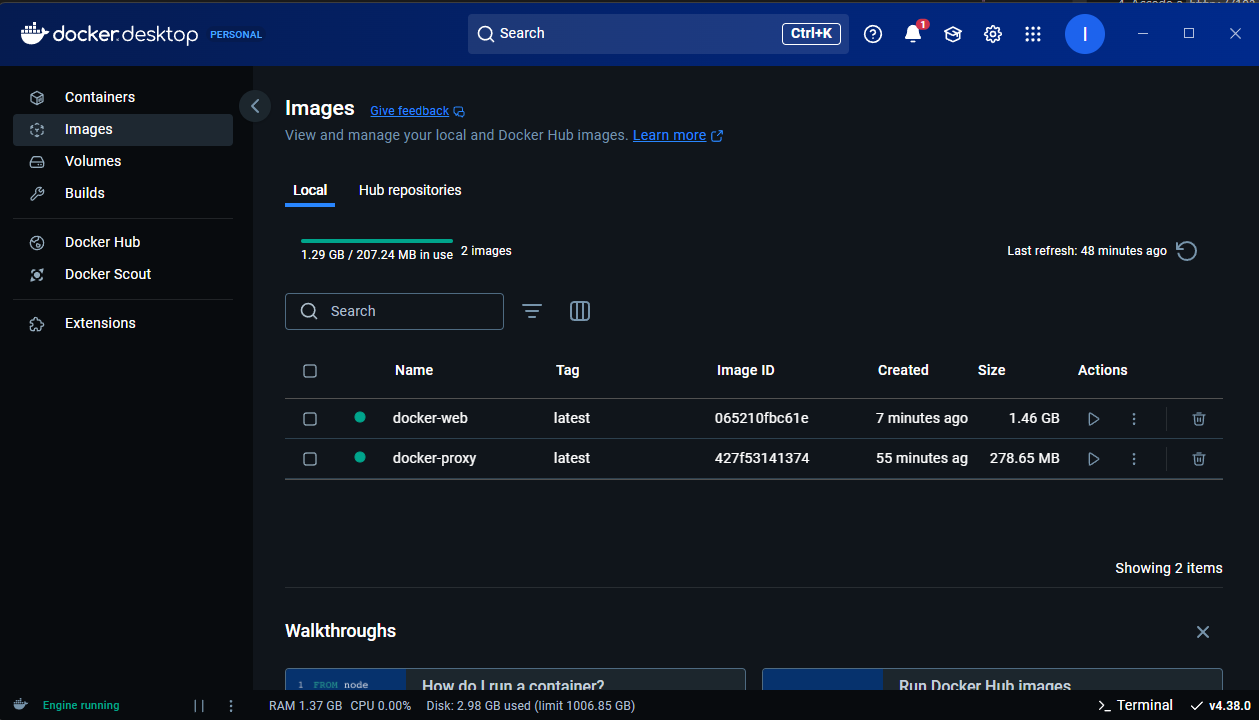 docker.desktop PERSONAL
Search Ctrl+K
1
I
Containers
Images
Volumes
Builds
Docker Hub
Docker Scout
Extensions
Images Give feedback
View and manage your local and Docker Hub images. Learn more
Local Hub repositories
1.29 GB / 207.24 MB in use 2 images
Last refresh: 48 minutes ago
Search
Name Tag Image ID Created Size Actions
docker-web latest 065210fbc61e 7 minutes ago 1.46 GB
docker-proxy latest 427f53141374 55 minutes ag 278.65 MB
Showing 2 items
Walkthroughs
1 FROM node
How do I run a container?
Run Docker Hub images
Engine running
RAM 1.37 GB CPU 0.00% Disk: 2.98 GB used (limit 1006.85 GB)
>_ Terminal
v4.38.0